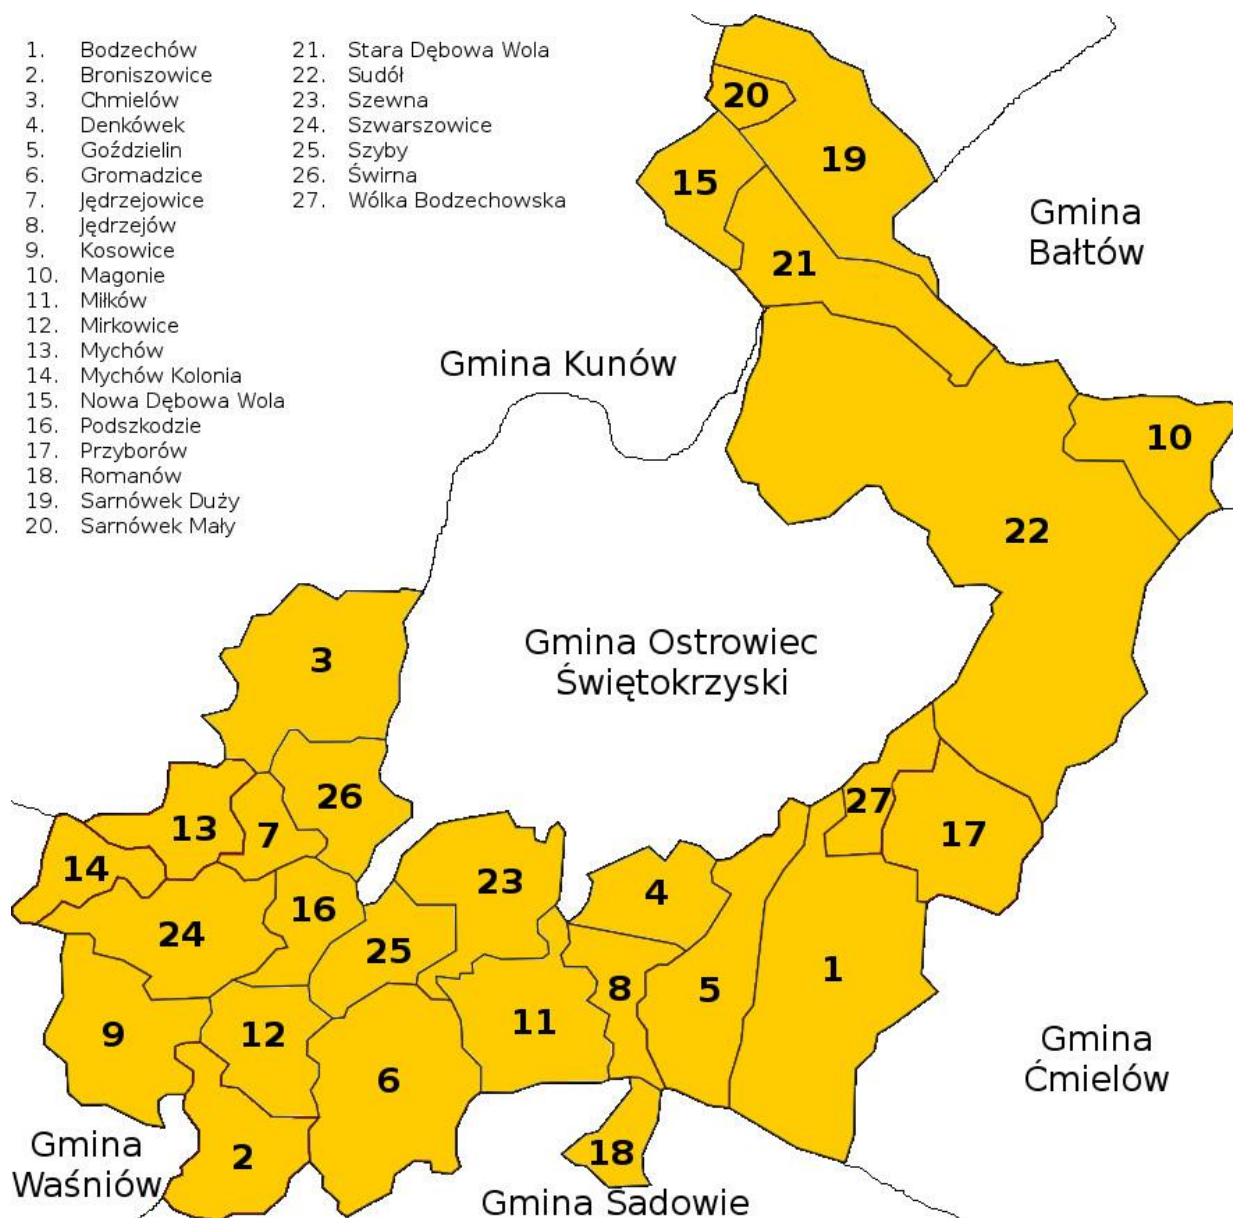 1. Bodzechów
2. Broniszowice
3. Chmielów
4. Denkówek
5. Goździelin
6. Gromadzice
7. Jędrzejowice
8. Jędrzejów
9. Kosowice
10. Magonie
11. Miłków
12. Mirkowice
13. Mychów
14. Mychów Kolonia
15. Nowa Dębowa Wola
16. Podszkodzie
17. Przyborów
18. Romanów
19. Sarnówek Duży
20. Sarnówek Mały
21. Stara Dębowa Wola
22. Sudół
23. Szewna
24. Szwarszowice
25. Szyby
26. Świrna
27. Wólka Bodzechowska
20
19
15
21
Gmina
Bałtów
Gmina Kunów
10
22
Gmina Ostrowiec
Świętokrzyski
3
26
13
7
27
17
14
23
4
16
24
25
8
5
1
9
12
11
6
Gmina
Ćmielów
2
18
Gmina
Waśniów
Gmina Sadowie